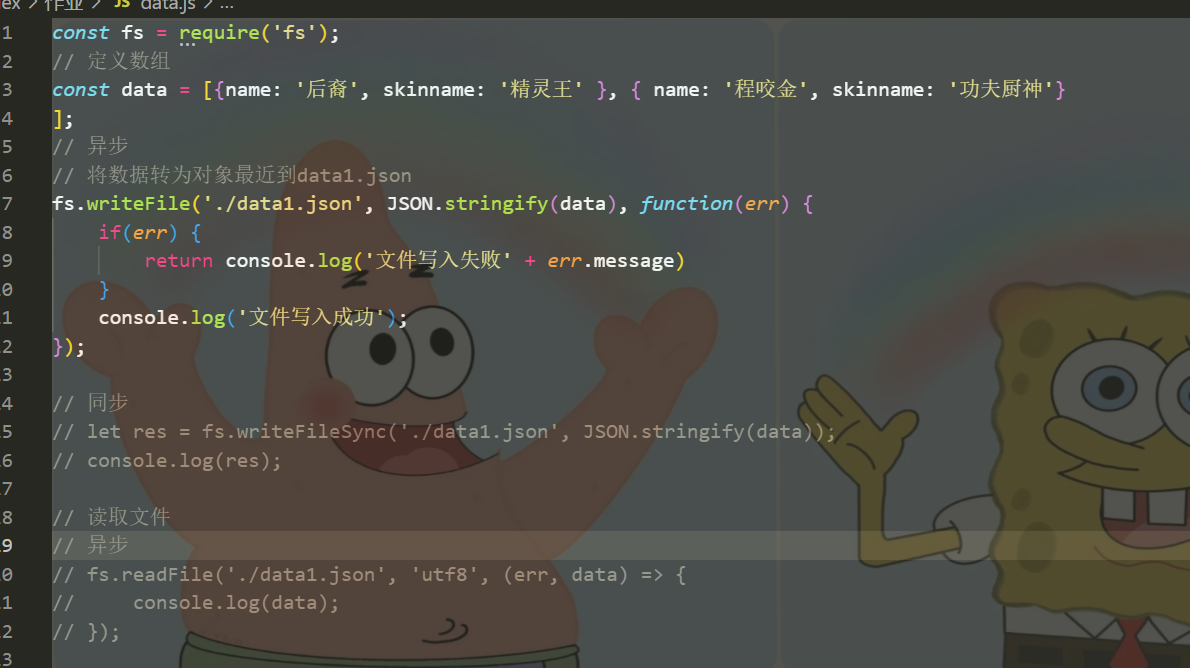 ex > 作业 > JS data.js > ...
1 const fs = require('fs');
2 // 定义数组
3 const data = [{name: '后裔', skinname: '精灵王' }, { name: '程咬金', skinname: '功夫厨神'}
4 ];
5 // 异步
6 // 将数据转为对象最近到data1.json
7 fs.writeFile('./data1.json', JSON.stringify(data), function(err) {
8 if(err) {
9 return console.log('文件写入失败' + err.message)
0 }
1 console.log('文件写入成功');
2 });
3
4 // 同步
5 // let res = fs.writeFileSync('./data1.json', JSON.stringify(data));
6 // console.log(res);
7
8 // 读取文件
9 // 异步
0 // fs.readFile('./data1.json', 'utf8', (err, data) => {
1 // console.log(data);
2 // });
3